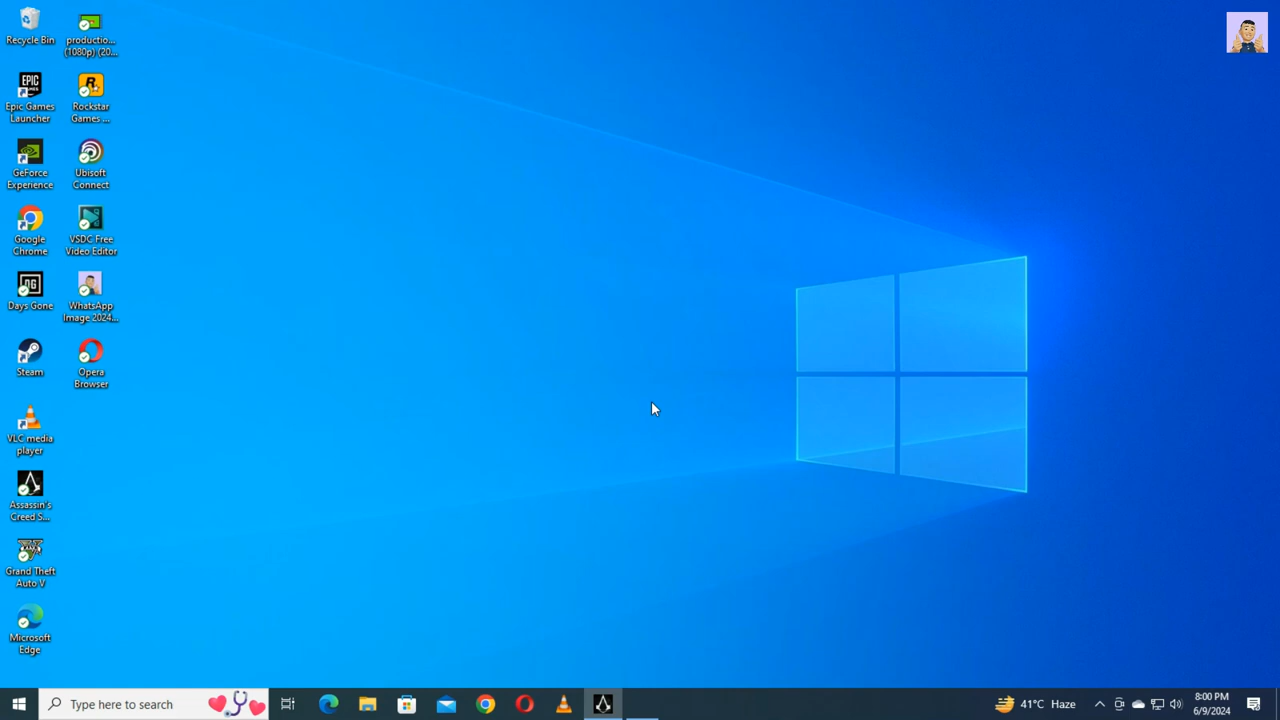 Recycle Bin
productio...
(1080p) (20...
EPIC
GAMES
Epic Games
Launcher
Rockstar
Games ...
GeForce
Experience
Ubisoft
Connect
Google
Chrome
VSDC Free
Video Editor
Days Gone
WhatsApp
Image 2024...
Steam
Opera
Browser
VLC media
player
Assassin's
Creed S...
Grand Theft
Auto V
Microsoft
Edge
Type here to search
41°C Haze
8:00 PM
6/9/2024